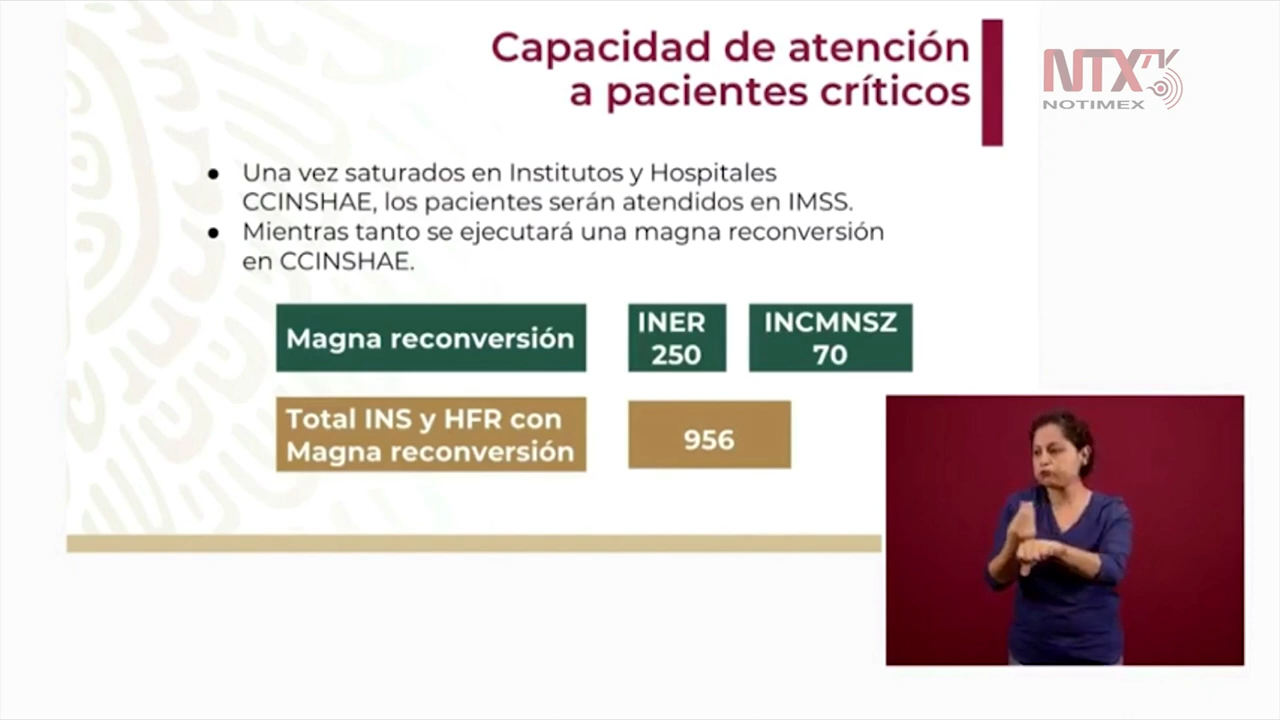 Capacidad de atención
a pacientes críticos
NTX
NOTIMEX
● Una vez saturados en Institutos y Hospitales
CCINSHAE, los pacientes serán atendidos en IMSS.
● Mientras tanto se ejecutará una magna reconversión
en CCINSHAE.
Magna reconversión
INER
250
INCMNSZ
70
Total INS y HFR con
Magna reconversión
956